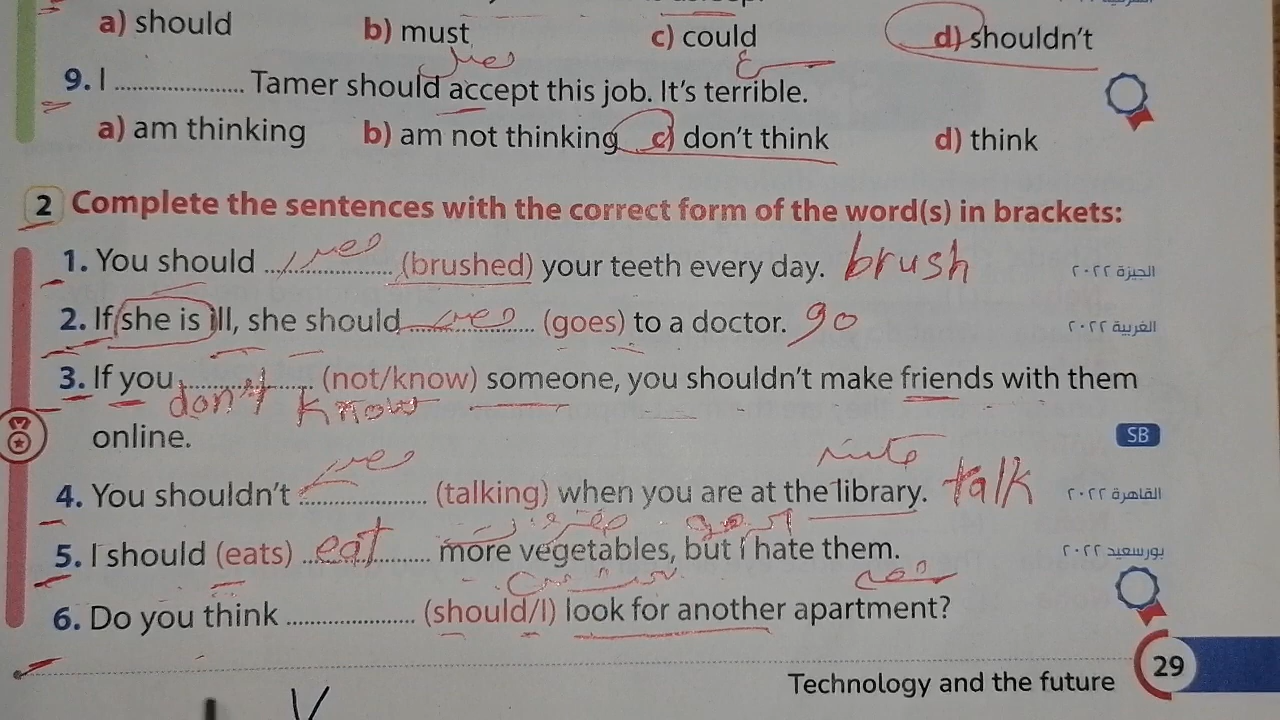 a) should b) must c) could d) shouldn't
9. I ........................ Tamer should accept this job. It's terrible.
a) am thinking b) am not thinking c) don't think d) think
2 Complete the sentences with the correct form of the word(s) in brackets:
1. You should ........................ (brushed) your teeth every day. brush الجيزة ٢٠٢٢
2. If she is ill, she should ........................ (goes) to a doctor. go الغربية ٢٠٢٢
3. If you ........................ (not/know) someone, you shouldn't make friends with them
don't know
online. SB
4. You shouldn't ........................ (talking) when you are at the library. talk القاهرة ٢٠٢٢
5. I should (eats) ........................ more vegetables, but I hate them. بورسعيد ٢٠٢٢
eat
6. Do you think ........................ (should/I) look for another apartment?
Technology and the future 29